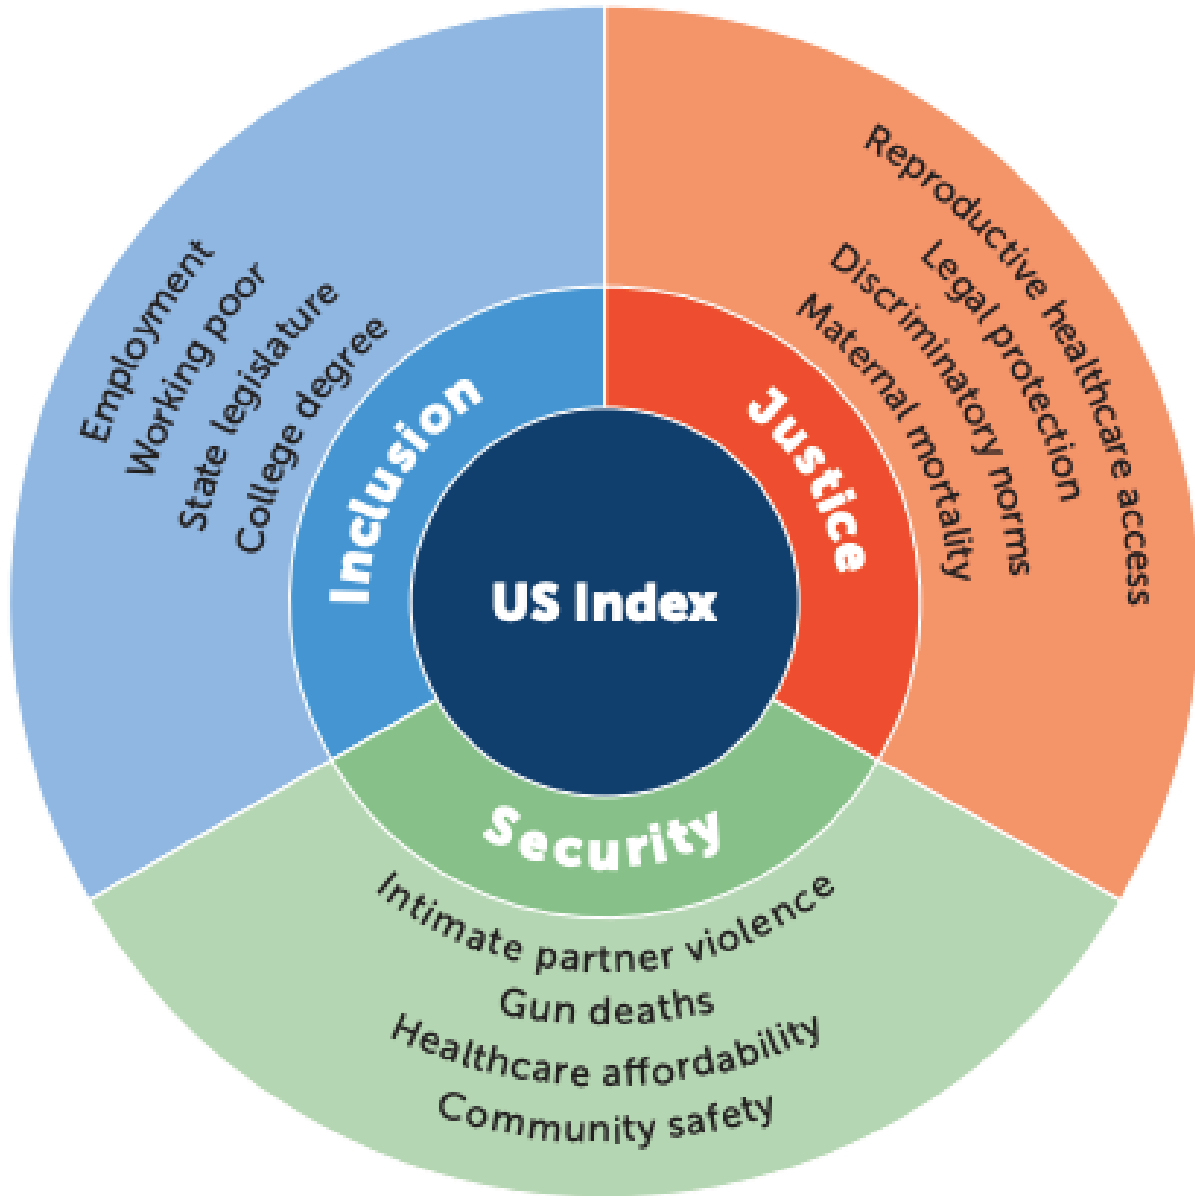 US Index
Inclusion
Employment
Working poor
State legislature
College degree
Justice
Reproductive healthcare access
Legal protection
Discriminatory norms
Maternal mortality
Security
Intimate partner violence
Gun deaths
Healthcare affordability
Community safety